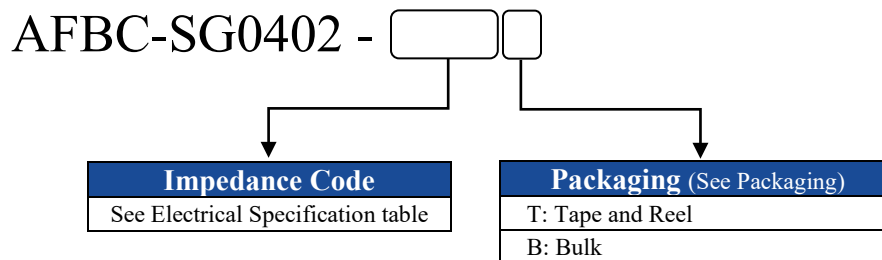 AFBC-SG0402 -
Impedance Code
See Electrical Specification table
Packaging (See Packaging)
T: Tape and Reel
B: Bulk